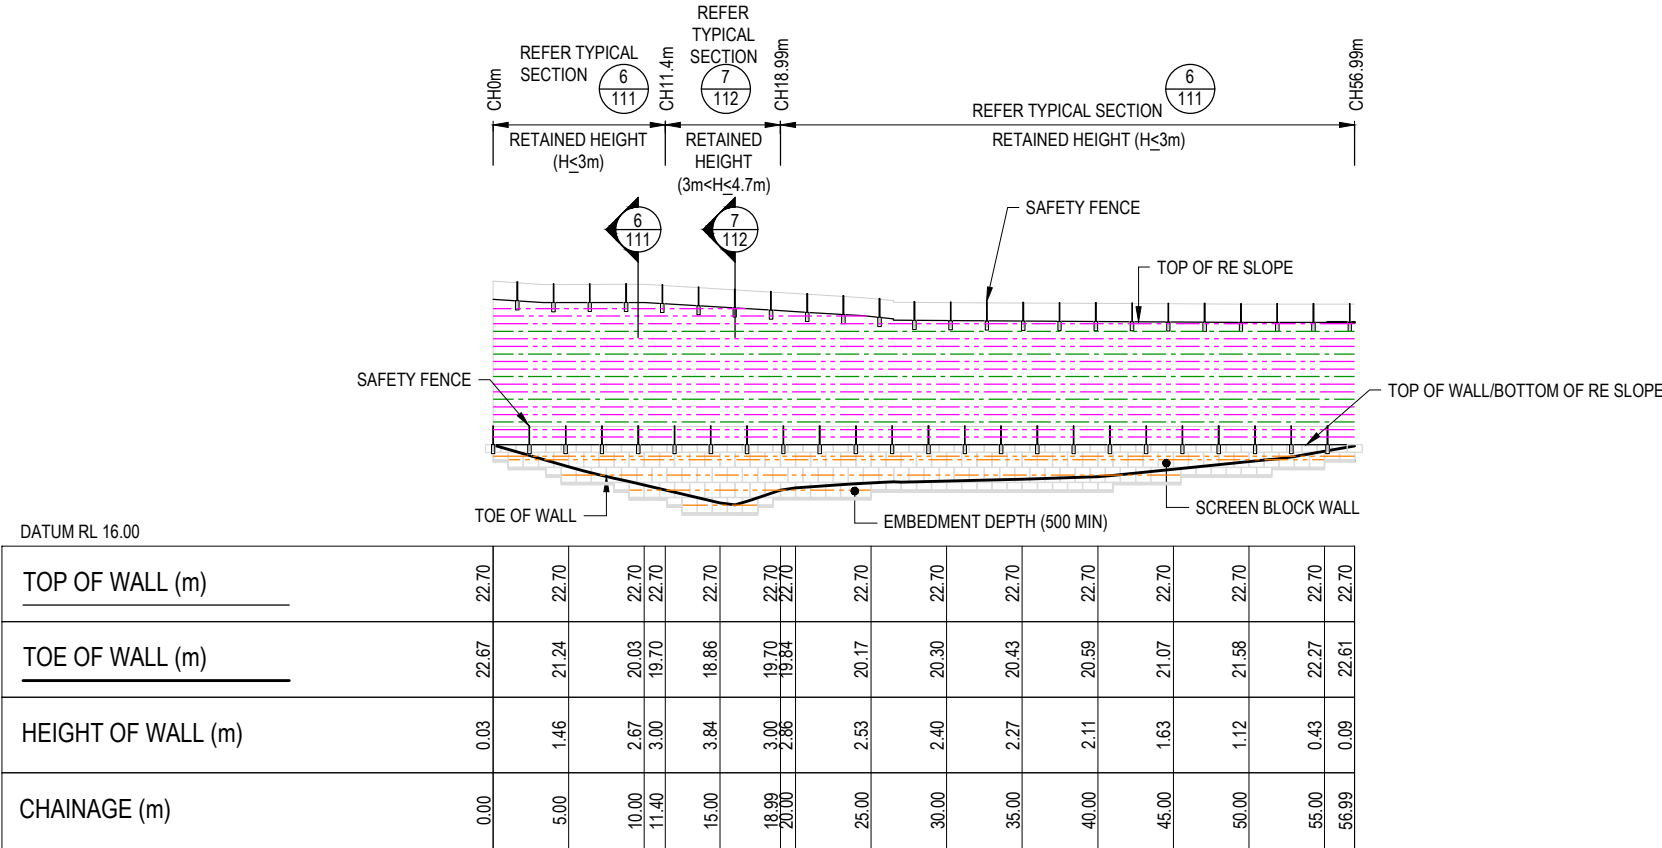 REFER TYPICAL
SECTION
6
111
REFER
TYPICAL
SECTION
7
112
6
111
REFER TYPICAL SECTION
CH0m
CH11.4m
CH18.99m
CH56.99m
RETAINED HEIGHT
(H≤3m)
RETAINED
HEIGHT
(3m<H≤4.7m)
RETAINED HEIGHT (H≤3m)
6
111
7
112
SAFETY FENCE
TOP OF RE SLOPE
SAFETY FENCE
TOP OF WALL/BOTTOM OF RE SLOPE
TOE OF WALL
EMBEDMENT DEPTH (500 MIN)
SCREEN BLOCK WALL
DATUM RL 16.00
TOP OF WALL (m) 22.70 22.70 22.70 22.70 22.70 22.70 22.70 22.70 22.70 22.70 22.70 22.70 22.70 22.70 22.70
TOE OF WALL (m) 22.67 21.24 20.03 19.70 18.86 19.70 19.84 20.17 20.30 20.43 20.59 21.07 21.58 22.27 22.61
HEIGHT OF WALL (m) 0.03 1.46 2.67 3.00 3.84 3.00 2.86 2.53 2.40 2.27 2.11 1.63 1.12 0.43 0.09
CHAINAGE (m) 0.00 5.00 10.00 11.40 15.00 18.99 20.00 25.00 30.00 35.00 40.00 45.00 50.00 55.00 56.99